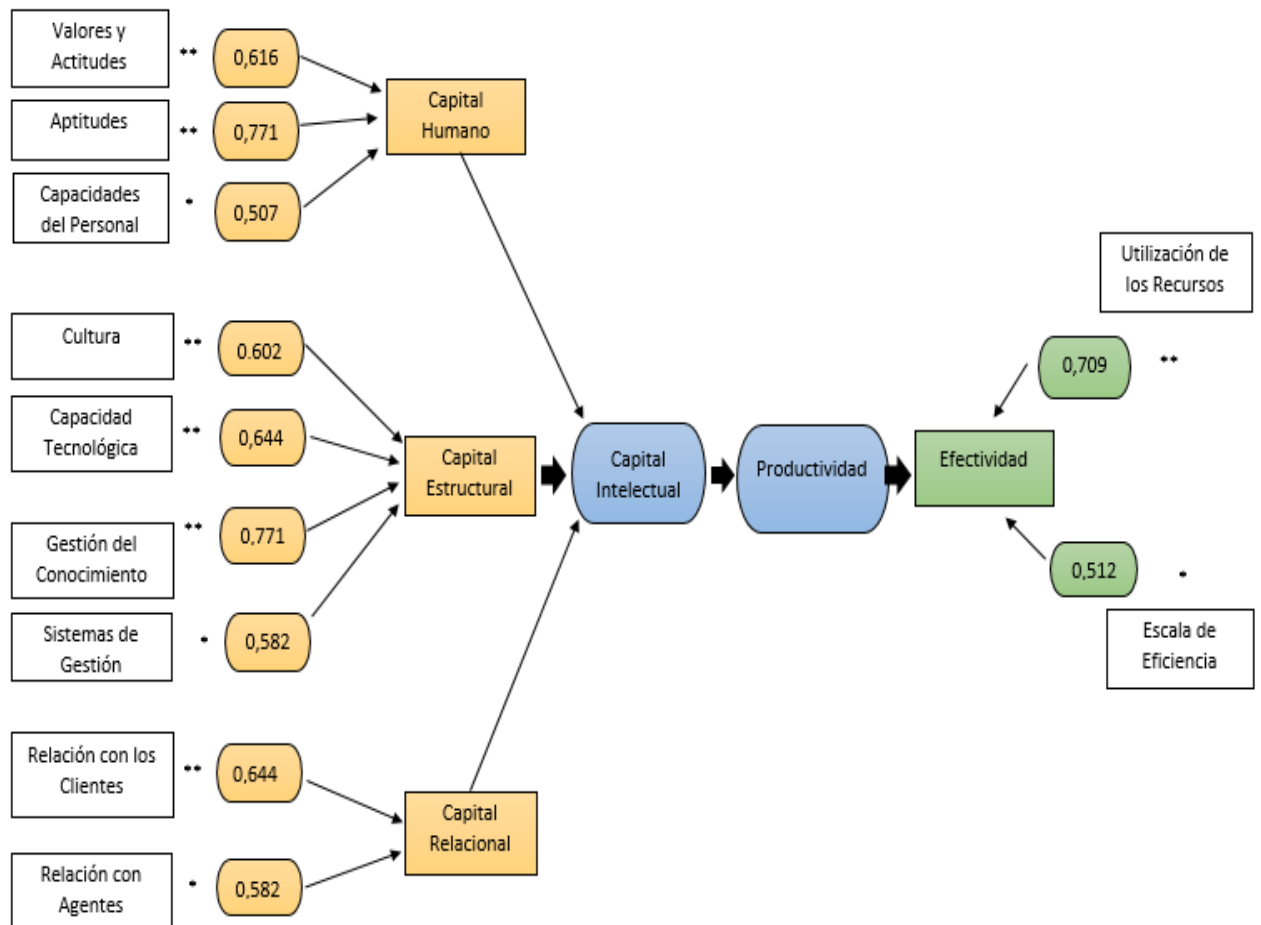 Valores y
Actitudes
**
0,616
Aptitudes
**
0,771
Capacidades
del Personal
*
0,507
Capital
Humano
Cultura
**
0.602
Capacidad
Tecnológica
**
0,644
Gestión del
Conocimiento
**
0,771
Sistemas de
Gestión
*
0,582
Capital
Estructural
Relación con los
Clientes
**
0,644
Relación con
Agentes
*
0,582
Capital
Relacional
Capital
Intelectual
Productividad
Efectividad
Utilización de
los Recursos
0,709
**
0,512
*
Escala de
Eficiencia